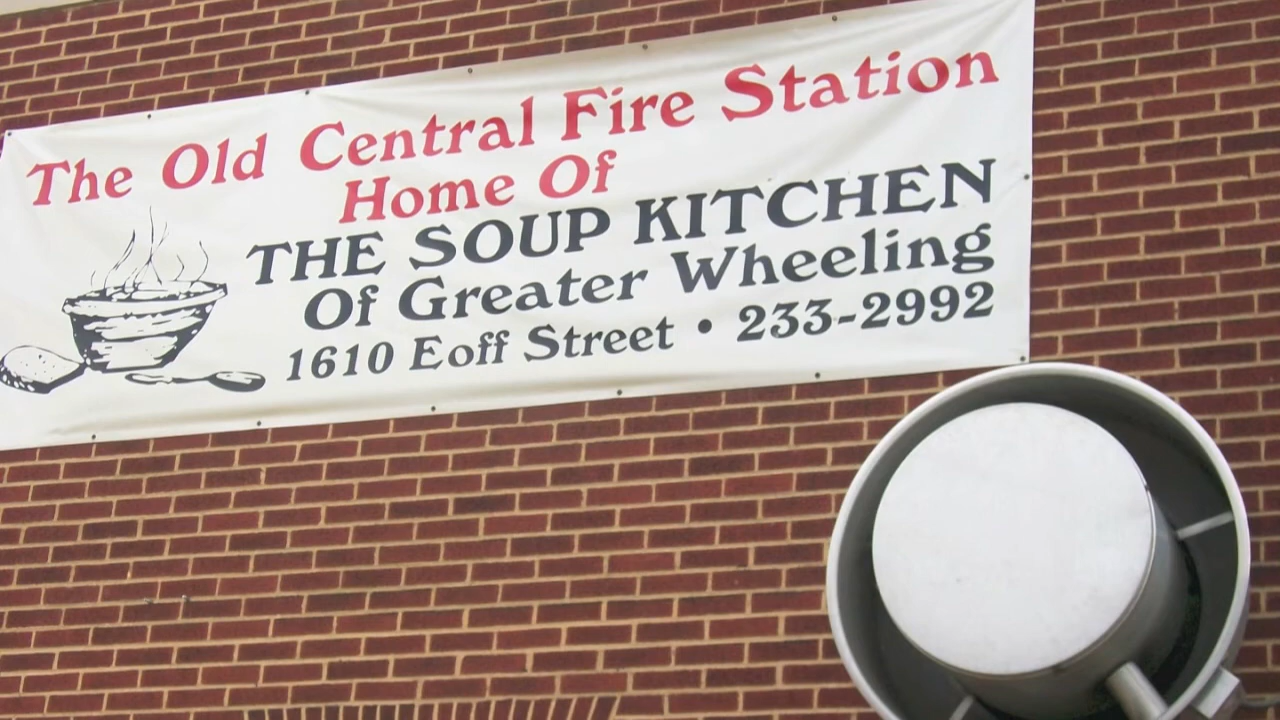 The Old Central Fire Station
Home Of
THE SOUP KITCHEN
Of Greater Wheeling
1610 Eoff Street • 233-2992